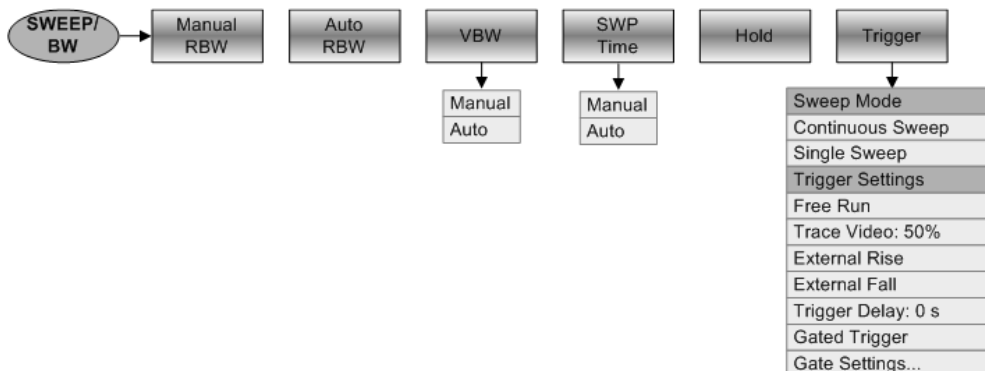 SWEEP/
BW
Manual
RBW
Auto
RBW
VBW
SWP
Time
Hold
Trigger
Manual
Auto
Manual
Auto
Sweep Mode
Continuous Sweep
Single Sweep
Trigger Settings
Free Run
Trace Video: 50%
External Rise
External Fall
Trigger Delay: 0 s
Gated Trigger
Gate Settings...